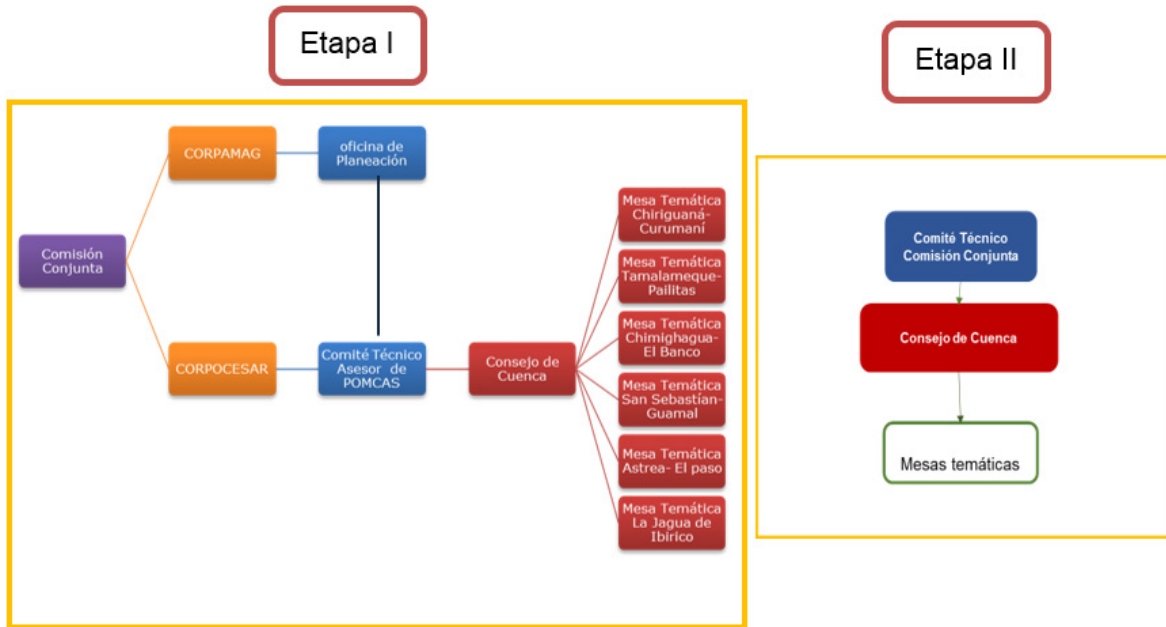 Etapa I
Etapa II
CORPAMAG
oficina de
Planeación
Comisión
Conjunta
CORPOCESAR
Comité Técnico
Asesor de
POMCAS
Consejo de
Cuenca
Mesa Temática
Chiriguaná-
Curumaní
Mesa Temática
Tamalameque-
Pailitas
Mesa Temática
Chimighagua-
El Banco
Mesa Temática
San Sebastían-
Guamal
Mesa Temática
Astrea- El paso
Mesa Temática
La Jagua de
Ibirico
Comité Técnico
Comisión Conjunta
Consejo de Cuenca
Mesas temáticas